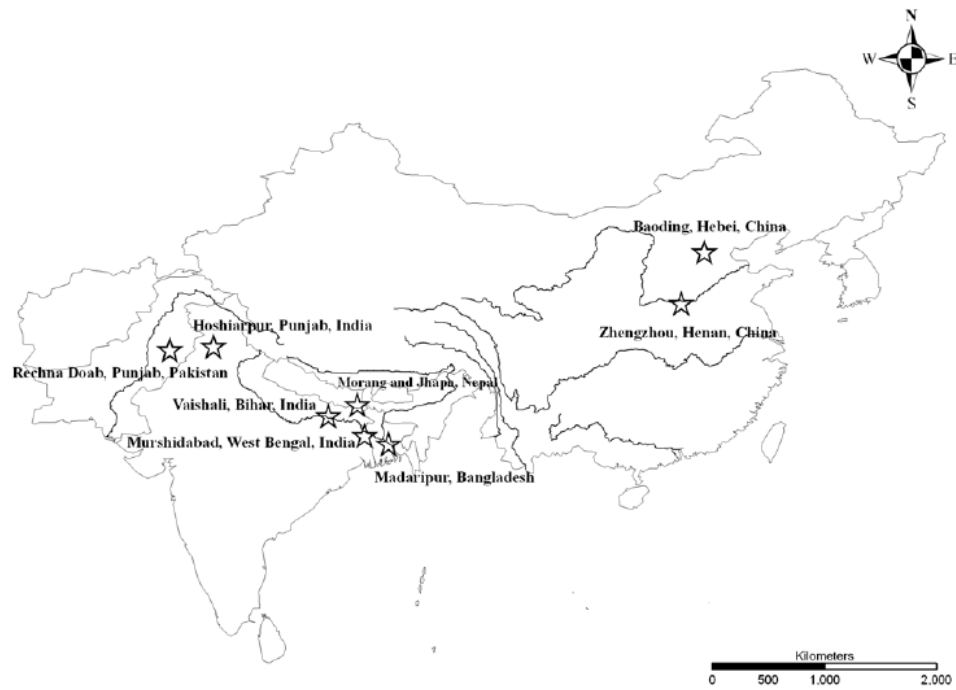 N
W E
S
Baoding, Hebei, China
Zhengzhou, Henan, China
Hoshiarpur, Punjab, India
Rechna Doab, Punjab, Pakistan
Morang and Jhapa, Nepal
Vaishali, Bihar, India
Murshidabad, West Bengal, India
Madaripur, Bangladesh
Kilometers
0 500 1.000 2.000